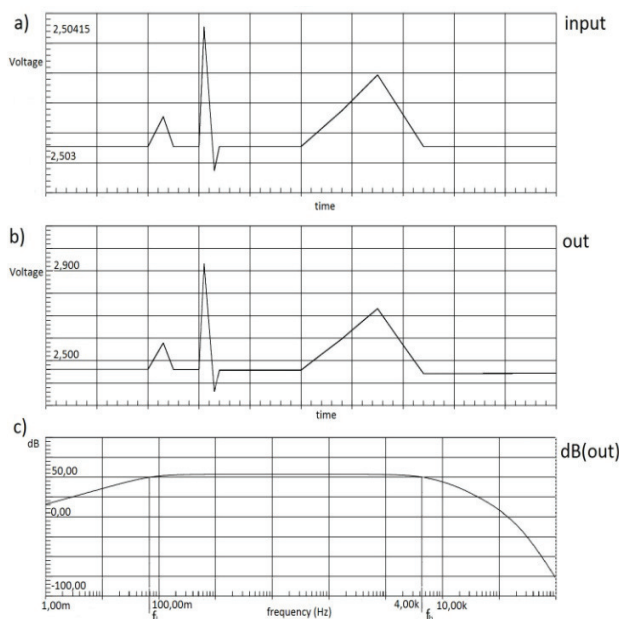 a)
input
2,50415
Voltage
2,503
time
b)
out
Voltage
2,900
2,500
time
c)
dB
dB(out)
50,00
0,00
-100,00
1,00m
100,00m
frequency (Hz)
4,00k
10,00k